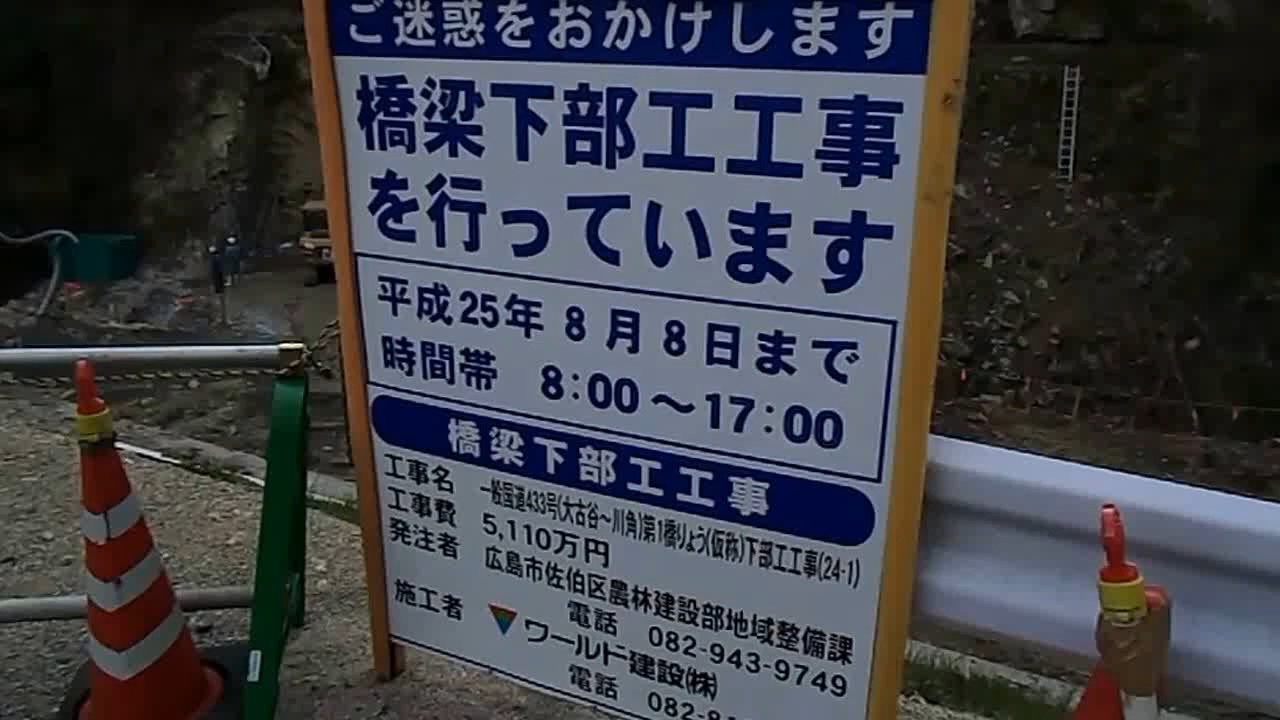 ご迷惑をおかけします
橋梁下部工工事
を行っています
平成25年 8月8日まで
時間帯 8:00～17:00
橋梁下部工工事
工事名 一般国道433号(大古谷～川角)第1橋りょう(仮称)下部工工事(24-1)
工事費 5,110万円
発注者 広島市佐伯区農林建設部地域整備課
電話 082-943-9749
施工者 ワールド建設㈱
電話 082-8